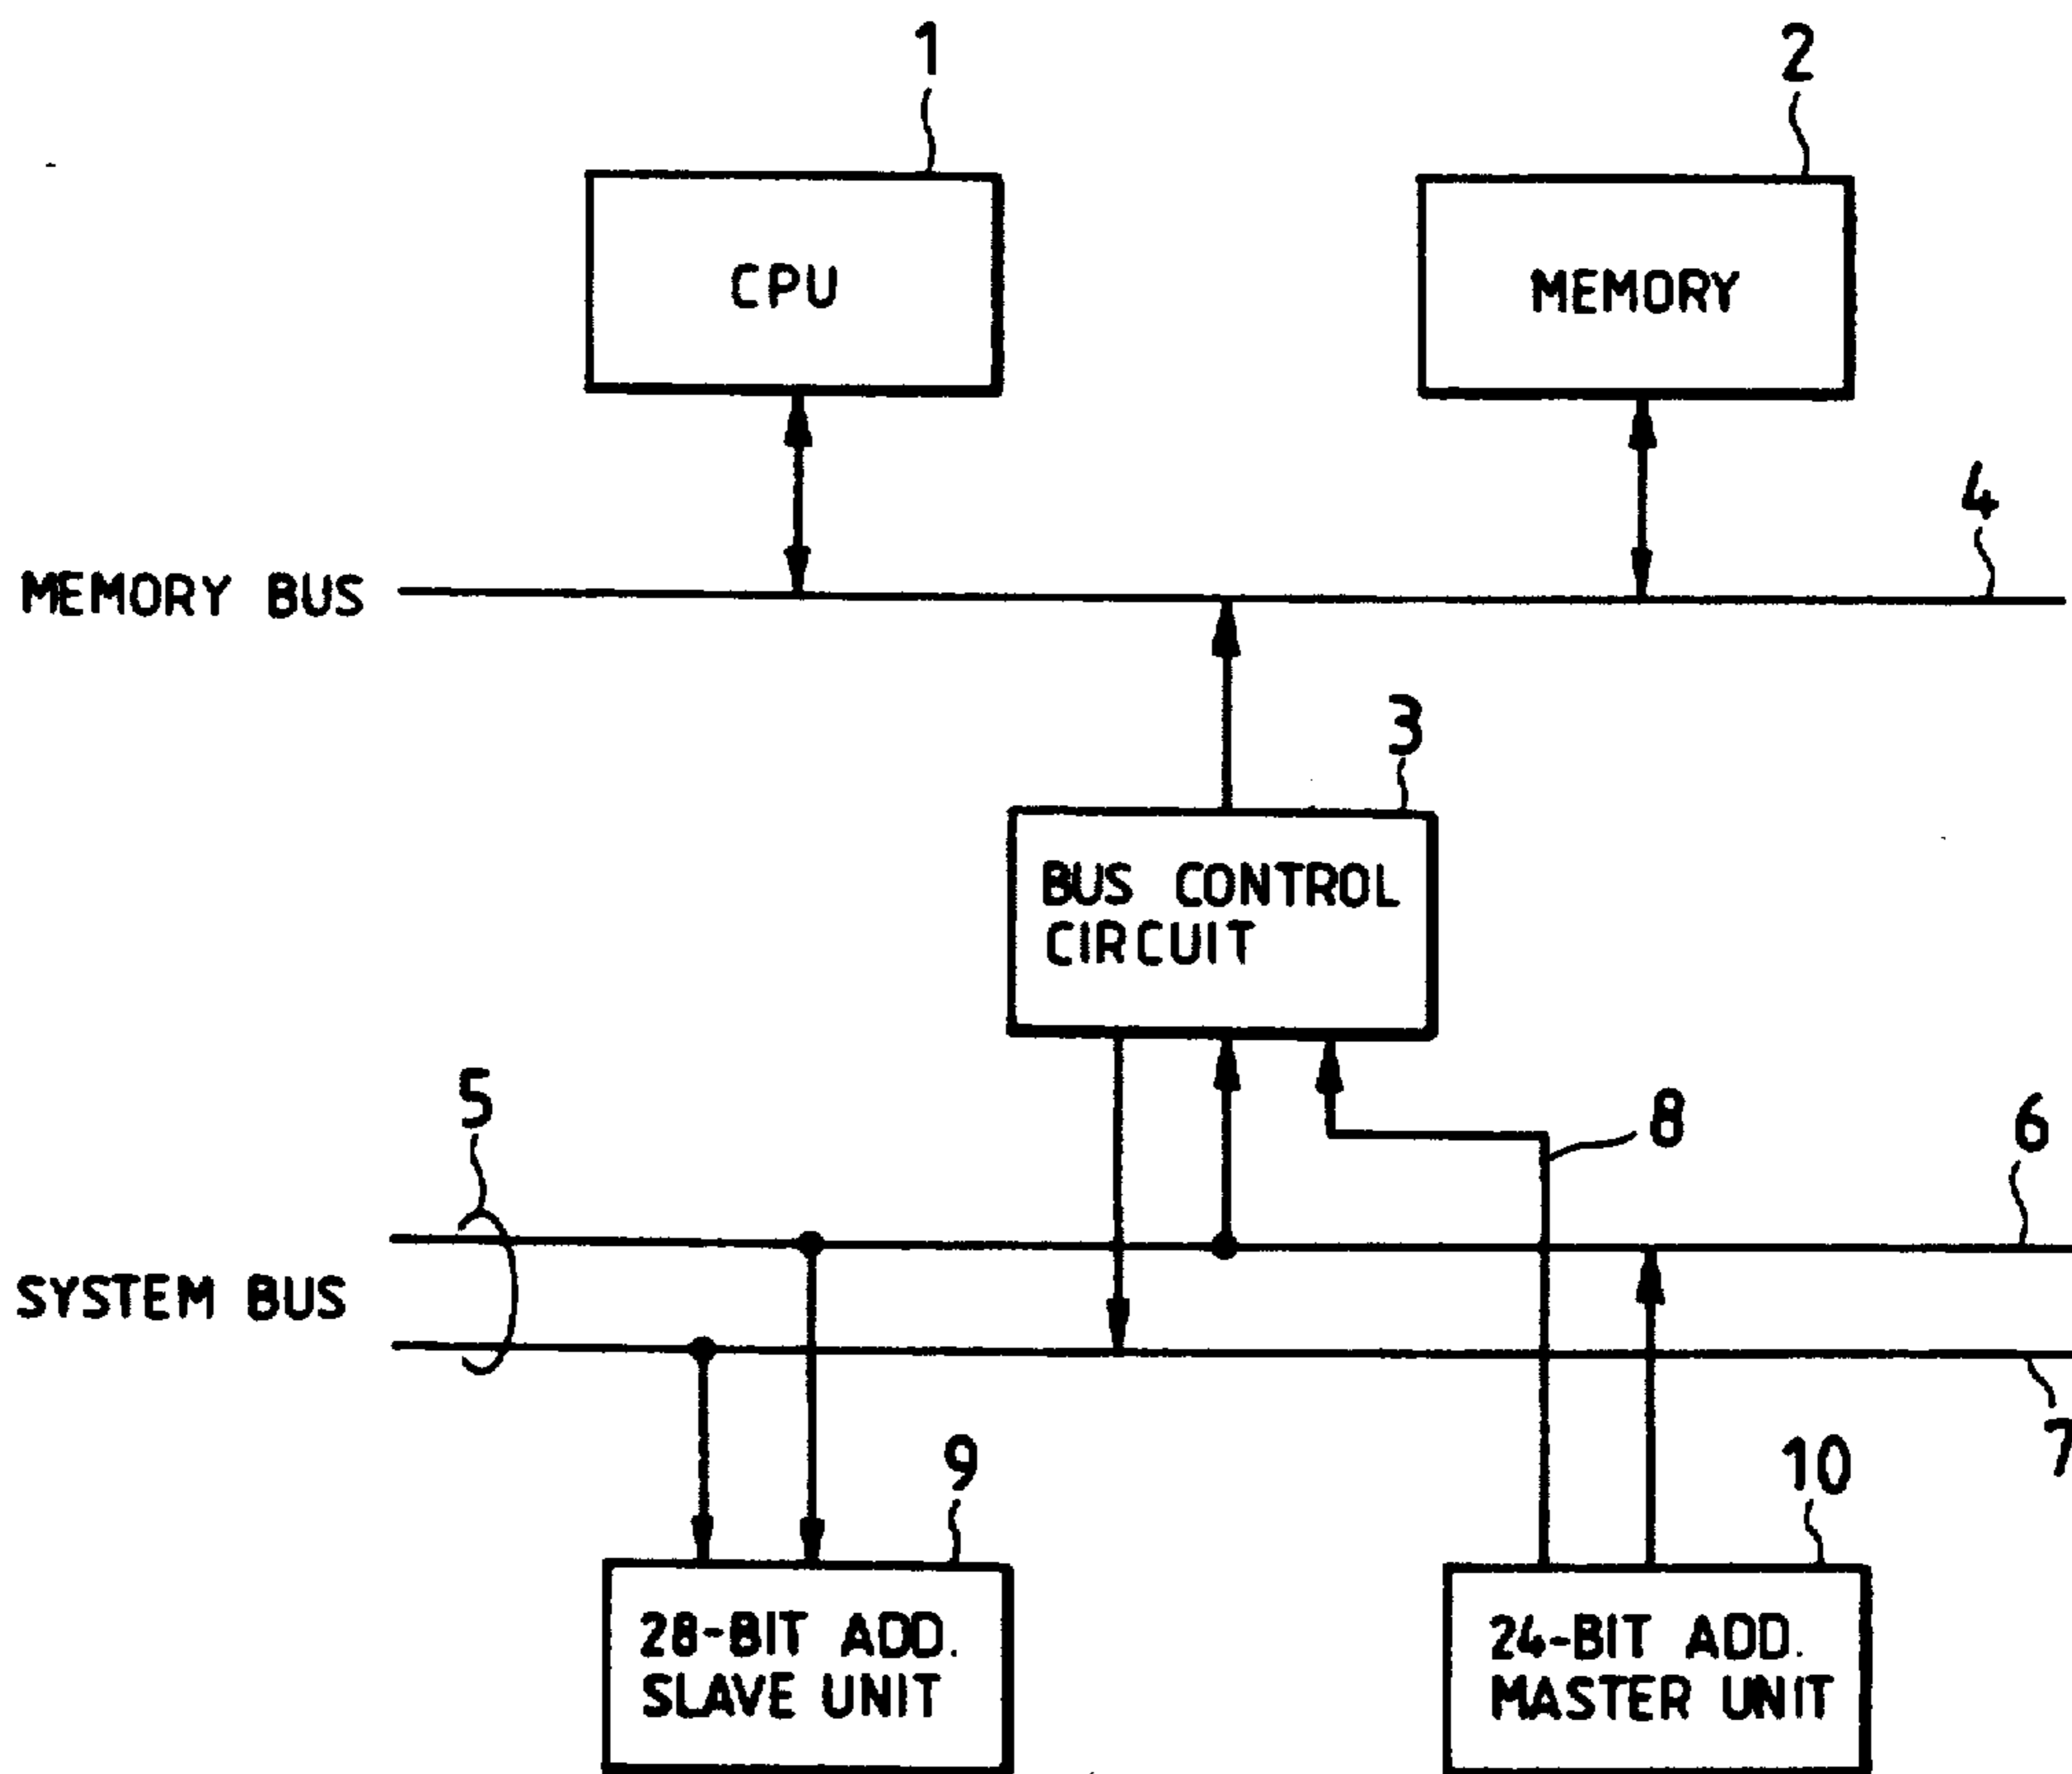 1
2
CPU
MEMORY
4
MEMORY BUS
3
BUS CONTROL
CIRCUIT
5
8
6
SYSTEM BUS
7
9
10
28-BIT ADD.
SLAVE UNIT
24-BIT ADD.
MASTER UNIT